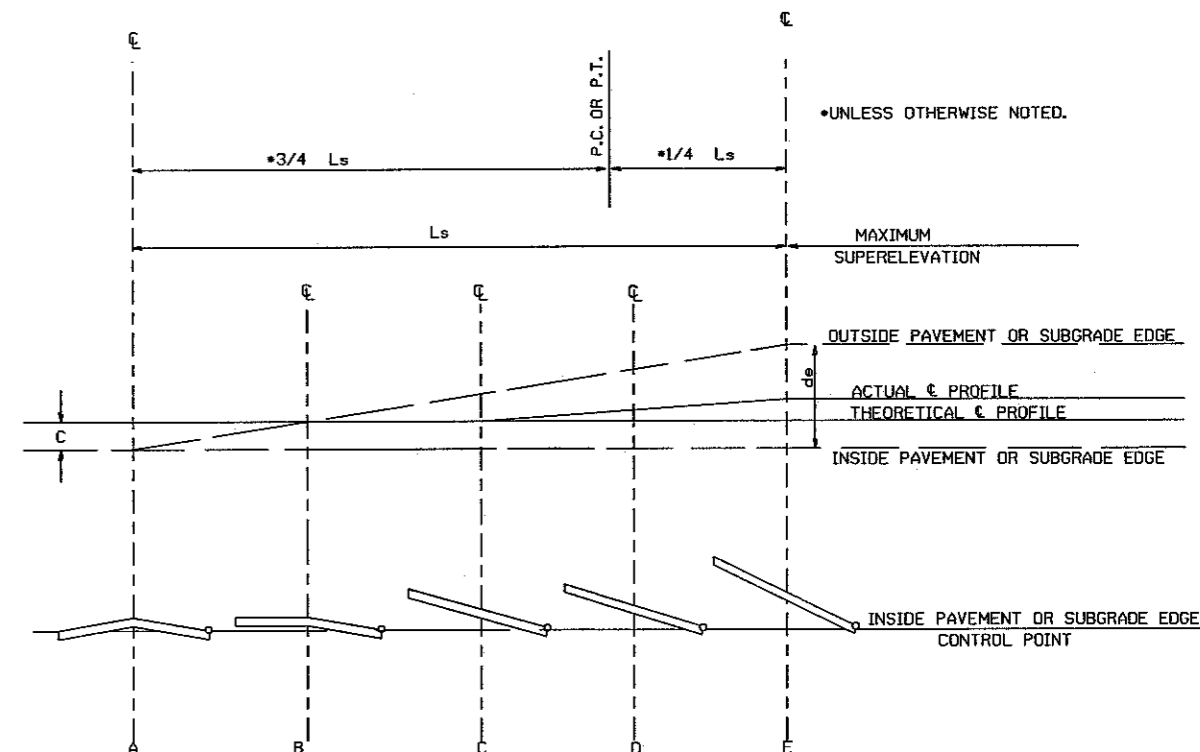 ℄
℄
P.C. OR P.T.
*UNLESS OTHERWISE NOTED.
*3/4 Ls
*1/4 Ls
Ls
MAXIMUM
SUPERELEVATION
℄
℄
℄
OUTSIDE PAVEMENT OR SUBGRADE EDGE
de
ACTUAL ℄ PROFILE
THEORETICAL ℄ PROFILE
C
INSIDE PAVEMENT OR SUBGRADE EDGE
INSIDE PAVEMENT OR SUBGRADE EDGE
CONTROL POINT
A B C D E